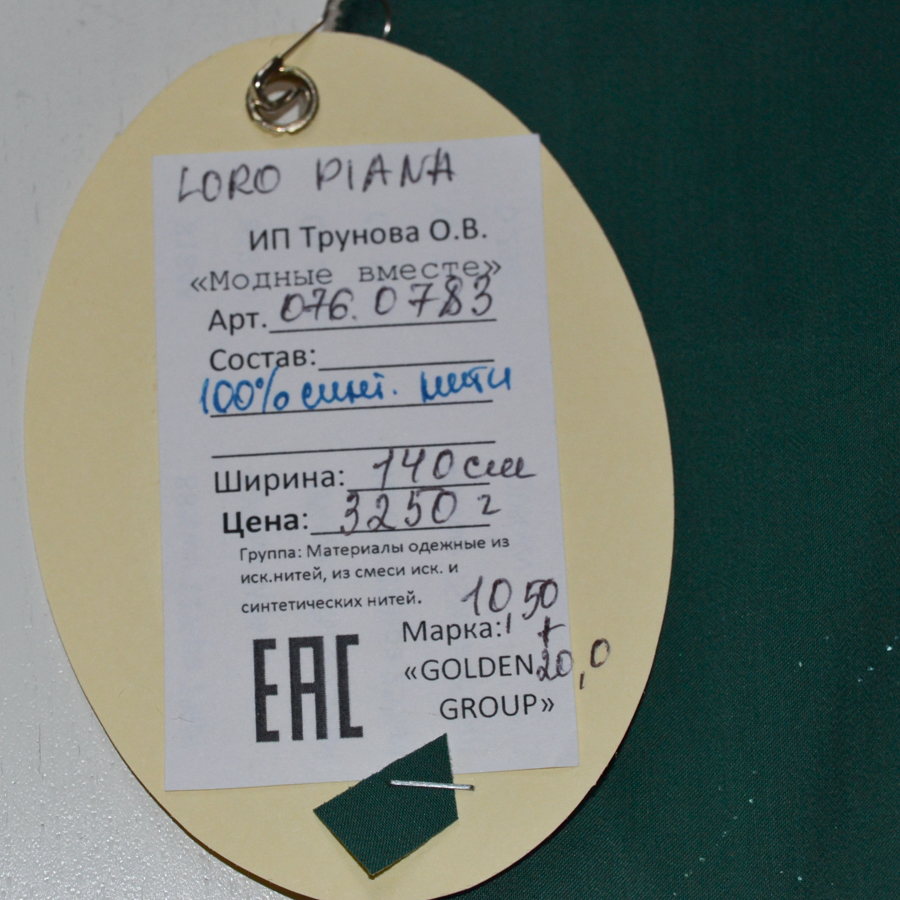 LORO PIANA
ИП Трунова О.В.
«Модные вместе»
Арт. 076.0783
Состав:
100% синт. нити
Ширина: 140 см
Цена: 3250 г
Группа: Материалы одежные из
иск.нитей, из смеси иск. и
синтетических нитей.
10,50
Марка: +
«GOLDEN 20,0
GROUP»
EAC